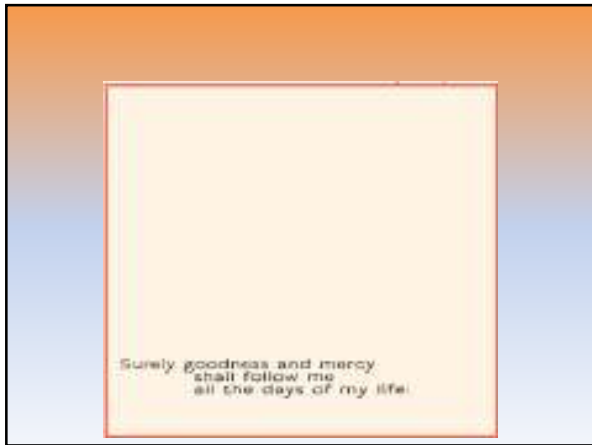 Surely goodness and mercy
shall follow me
all the days of my life: